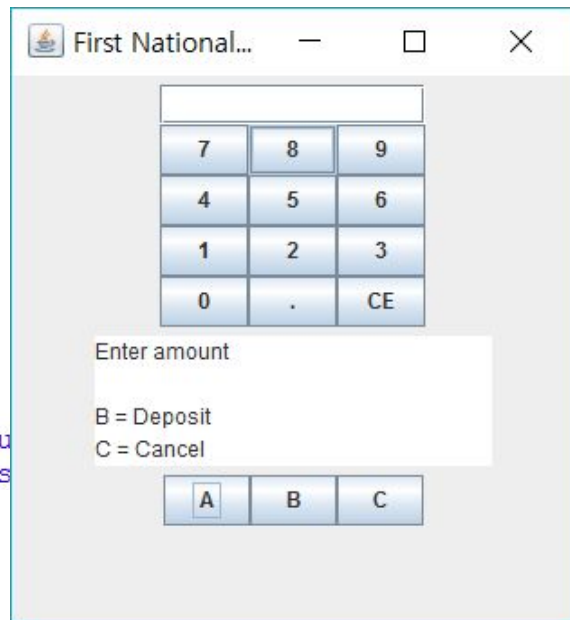 First National...
7 8 9
4 5 6
1 2 3
0 . CE
Enter amount
B = Deposit
C = Cancel
u
s
A B C